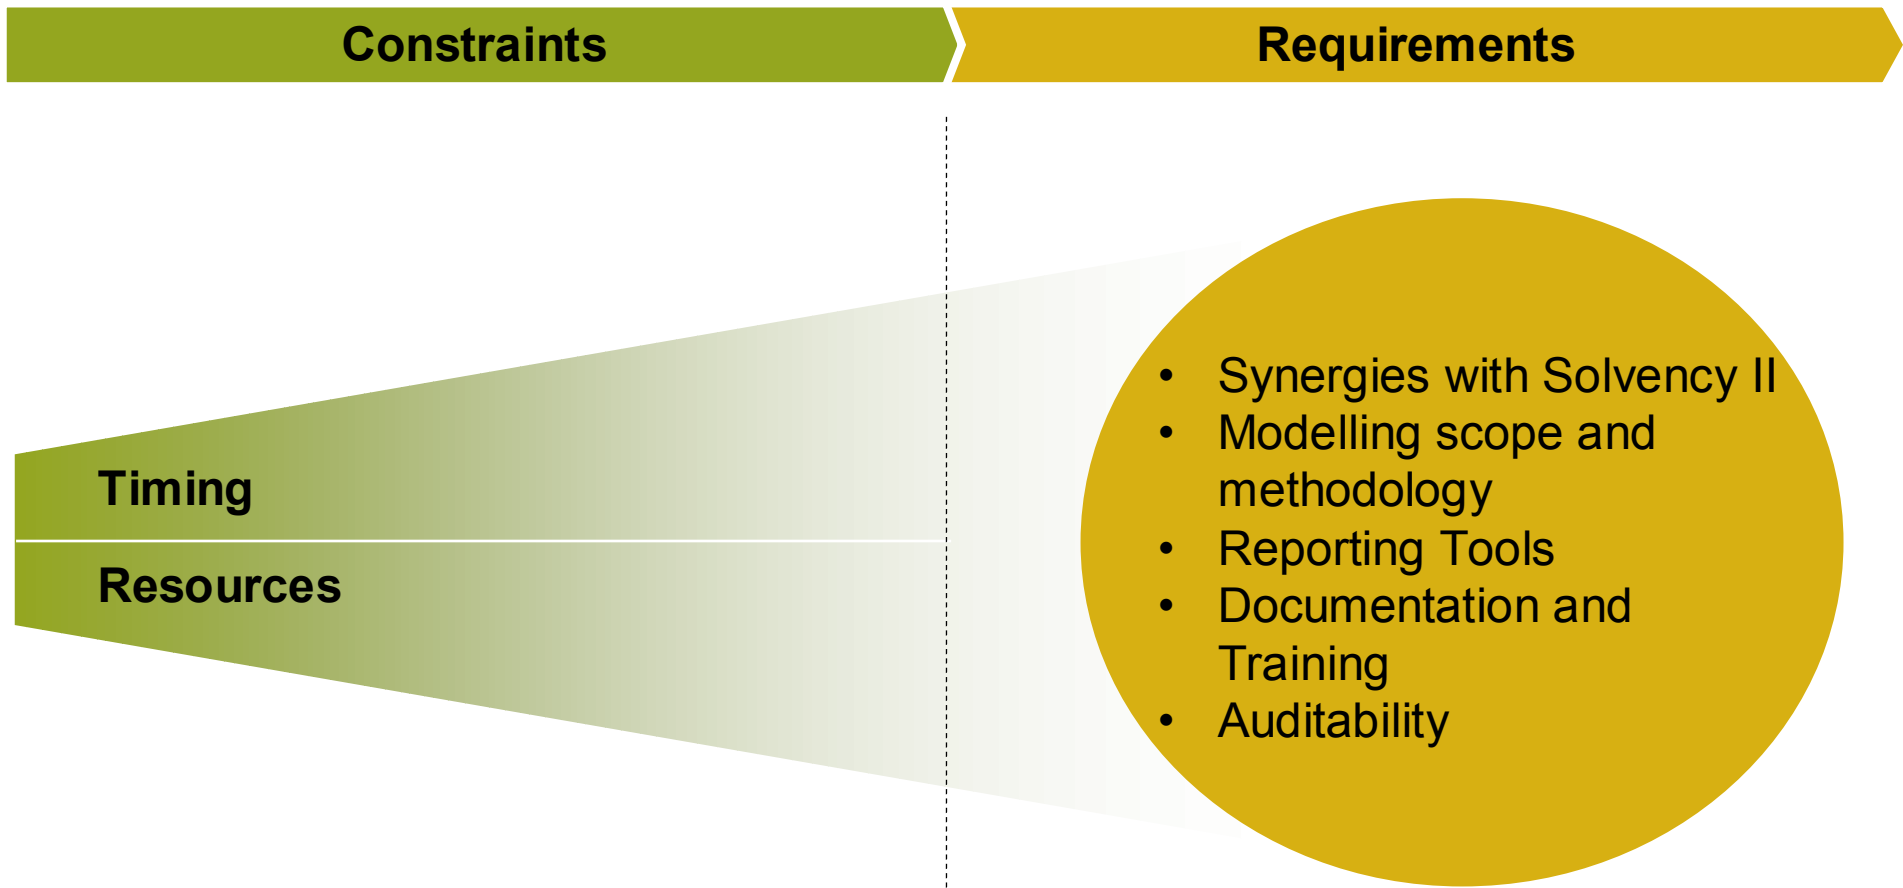 Constraints
Requirements
Timing
Resources
• Synergies with Solvency II
• Modelling scope and
methodology
• Reporting Tools
• Documentation and
Training
• Auditability